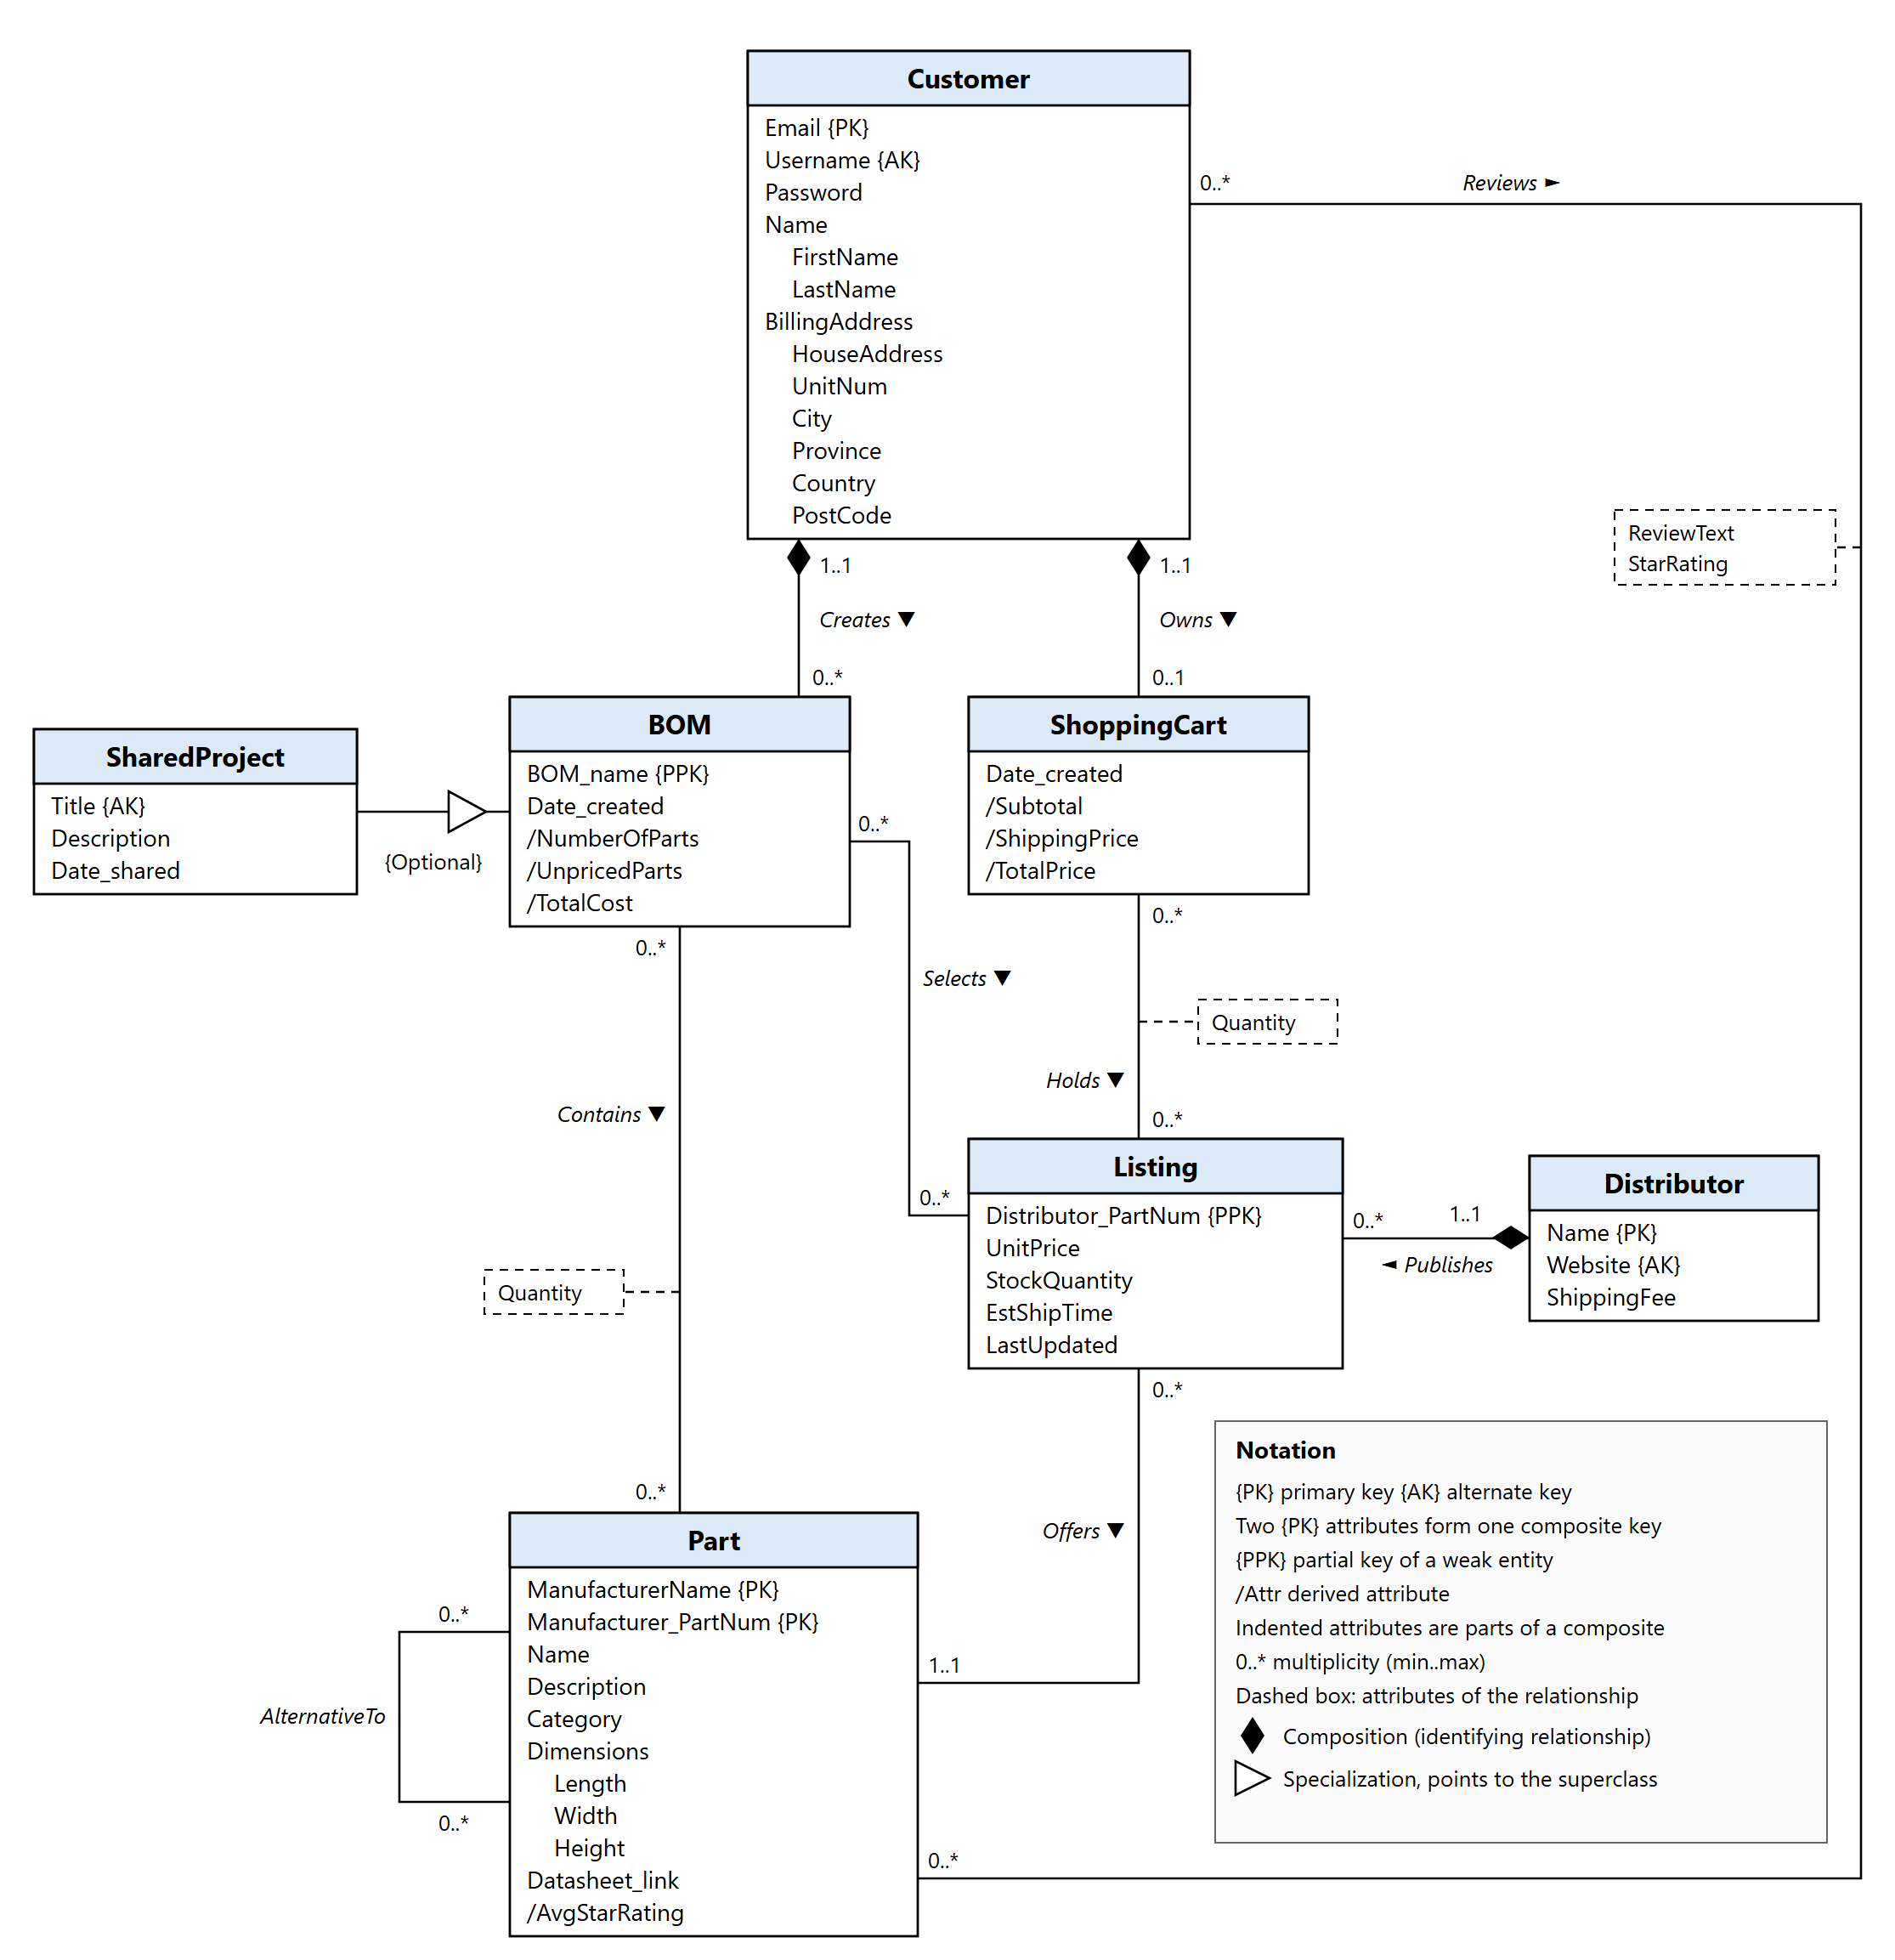 Customer
Email {PK}
Username {AK}
Password
Name
FirstName
LastName
BillingAddress
HouseAddress
UnitNum
City
Province
Country
PostCode
0..*
Reviews ►
ReviewText
StarRating
1..1
Creates ▼
0..*
1..1
Owns ▼
0..1
SharedProject
Title {AK}
Description
Date_shared
{Optional}
BOM
BOM_name {PPK}
Date_created
/NumberOfParts
/UnpricedParts
/TotalCost
ShoppingCart
Date_created
/Subtotal
/ShippingPrice
/TotalPrice
0..*
Selects ▼
0..*
0..*
Quantity
Holds ▼
0..*
0..*
Contains ▼
Quantity
0..*
Listing
Distributor_PartNum {PPK}
UnitPrice
StockQuantity
EstShipTime
LastUpdated
0..*
1..1
◄ Publishes
Distributor
Name {PK}
Website {AK}
ShippingFee
0..*
Offers ▼
1..1
Part
ManufacturerName {PK}
Manufacturer_PartNum {PK}
Name
Description
Category
Dimensions
Length
Width
Height
Datasheet_link
/AvgStarRating
0..*
AlternativeTo
0..*
0..*
Notation
{PK} primary key {AK} alternate key
Two {PK} attributes form one composite key
{PPK} partial key of a weak entity
/Attr derived attribute
Indented attributes are parts of a composite
0..* multiplicity (min..max)
Dashed box: attributes of the relationship
Composition (identifying relationship)
Specialization, points to the superclass